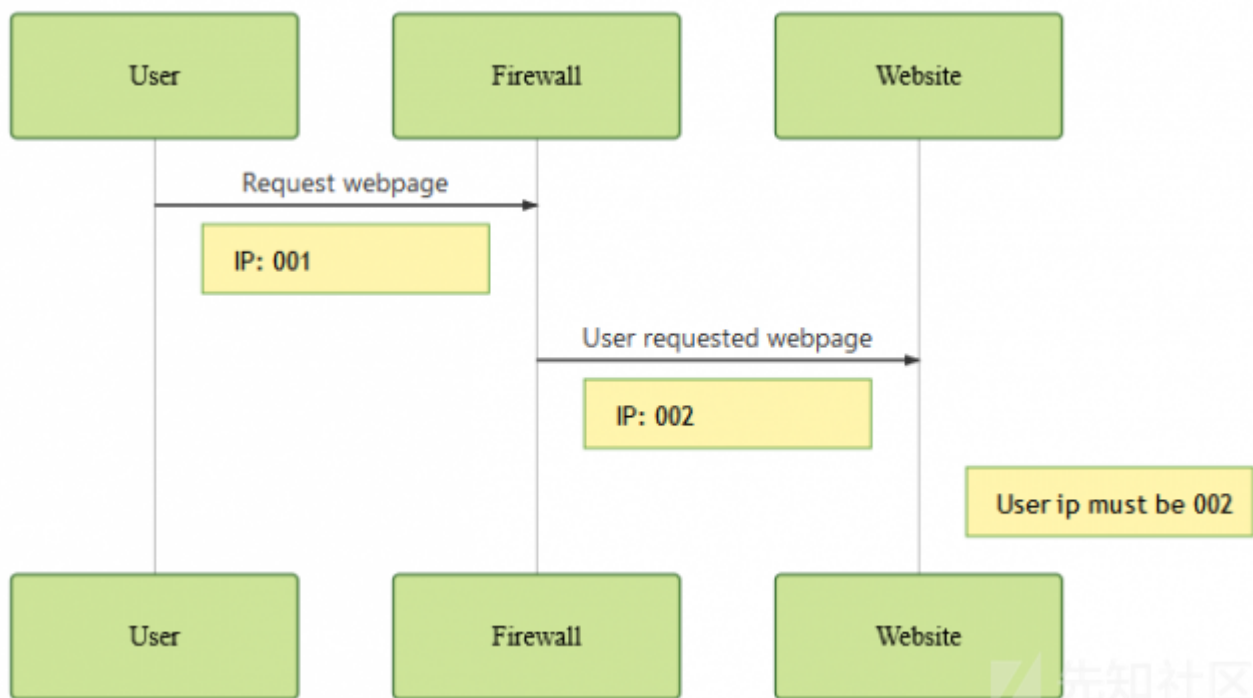 User
Firewall
Website
Request webpage
IP: 001
User requested webpage
IP: 002
User ip must be 002
User
Firewall
Website
先知社区